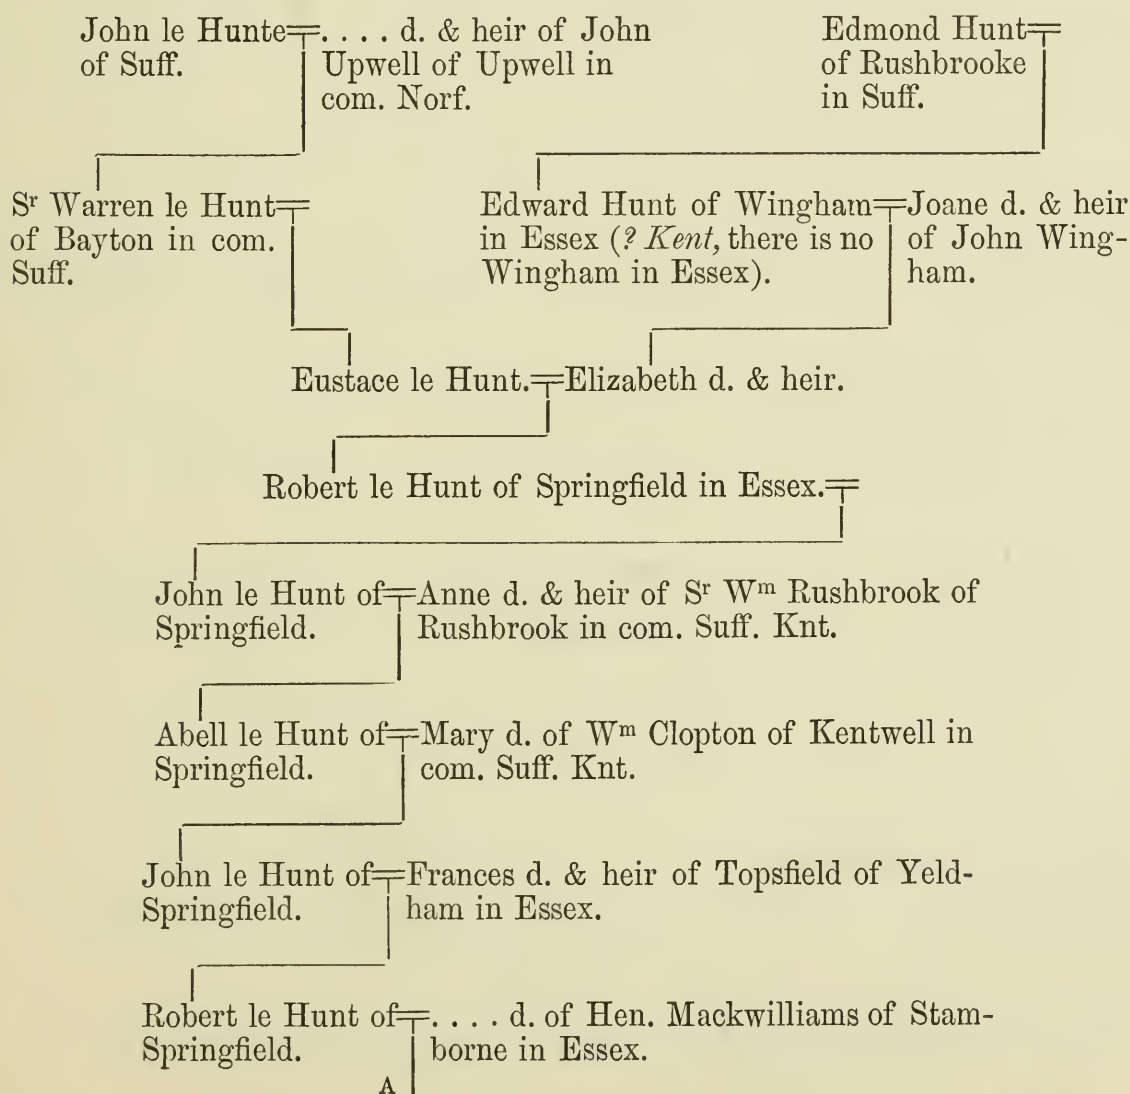 John le Hunte=. . . . d. & heir of John
of Suff.
Upwell of Upwell in
com. Norf.
Edmond Hunt=
of Rushbrooke
in Suff.
Sʳ Warren le Hunt=
of Bayton in com.
Suff.
Edward Hunt of Wingham=Joane d. & heir
in Essex (? Kent, there is no
Wingham in Essex).
of John Wing-
ham.
Eustace le Hunt.=Elizabeth d. & heir.
Robert le Hunt of Springfield in Essex.=
John le Hunt of=Anne d. & heir of Sʳ Wᵐ Rushbrook of
Springfield.
Rushbrook in com. Suff. Knt.
Abell le Hunt of=Mary d. of Wᵐ Clopton of Kentwell in
Springfield.
com. Suff. Knt.
John le Hunt of=Frances d. & heir of Topsfield of Yeld-
Springfield.
ham in Essex.
Robert le Hunt of=. . . . d. of Hen. Mackwilliams of Stam-
Springfield.
borne in Essex.
A